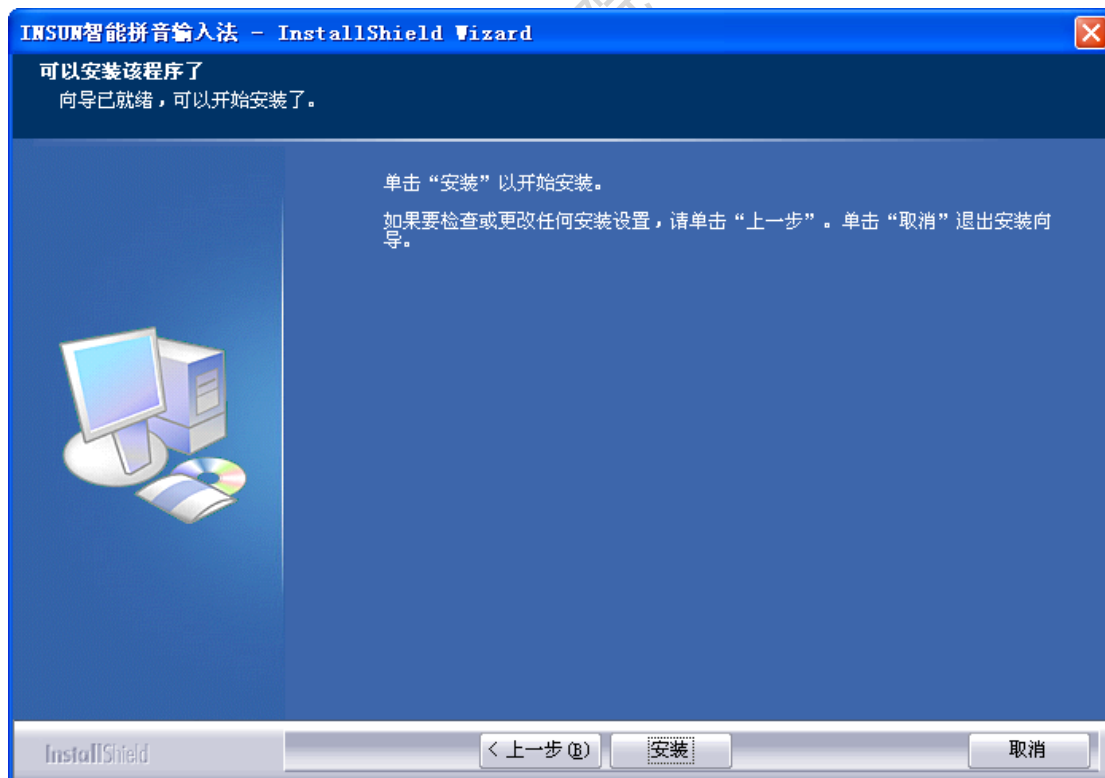 INSUN智能拼音输入法 - InstallShield Wizard
可以安装该程序了
向导已就绪，可以开始安装了。
单击“安装”以开始安装。
如果要检查或更改任何安装设置，请单击“上一步”。单击“取消”退出安装向
导。
InstallShield
< 上一步(B)
安装
取消